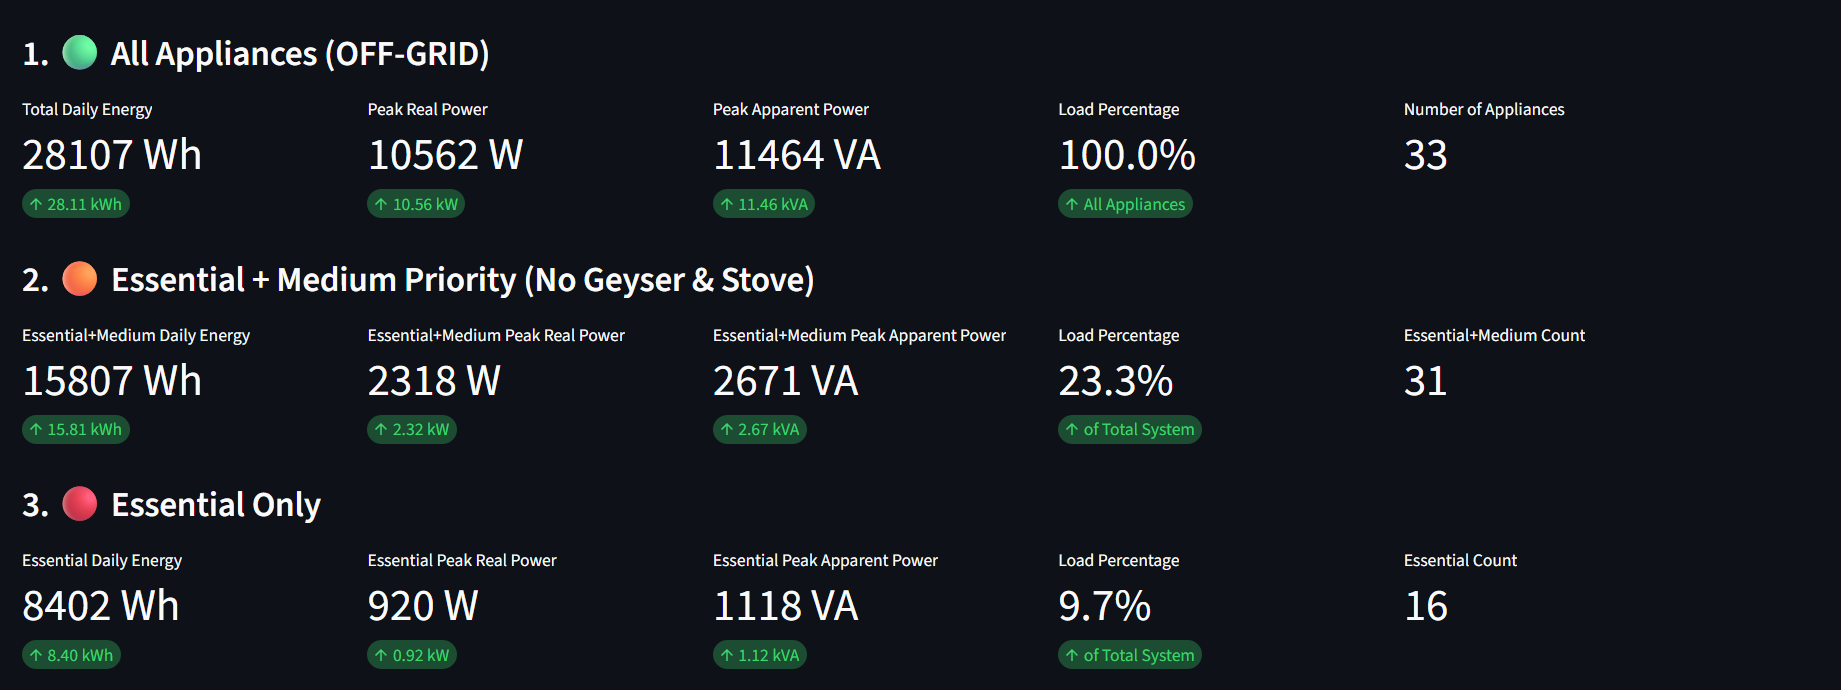 1. All Appliances (OFF-GRID)
Total Daily Energy Peak Real Power Peak Apparent Power Load Percentage Number of Appliances
28107 Wh 10562 W 11464 VA 100.0% 33
↑ 28.11 kWh ↑ 10.56 kW ↑ 11.46 kVA ↑ All Appliances
2. Essential + Medium Priority (No Geyser & Stove)
Essential+Medium Daily Energy Essential+Medium Peak Real Power Essential+Medium Peak Apparent Power Load Percentage Essential+Medium Count
15807 Wh 2318 W 2671 VA 23.3% 31
↑ 15.81 kWh ↑ 2.32 kW ↑ 2.67 kVA ↑ of Total System
3. Essential Only
Essential Daily Energy Essential Peak Real Power Essential Peak Apparent Power Load Percentage Essential Count
8402 Wh 920 W 1118 VA 9.7% 16
↑ 8.40 kWh ↑ 0.92 kW ↑ 1.12 kVA ↑ of Total System